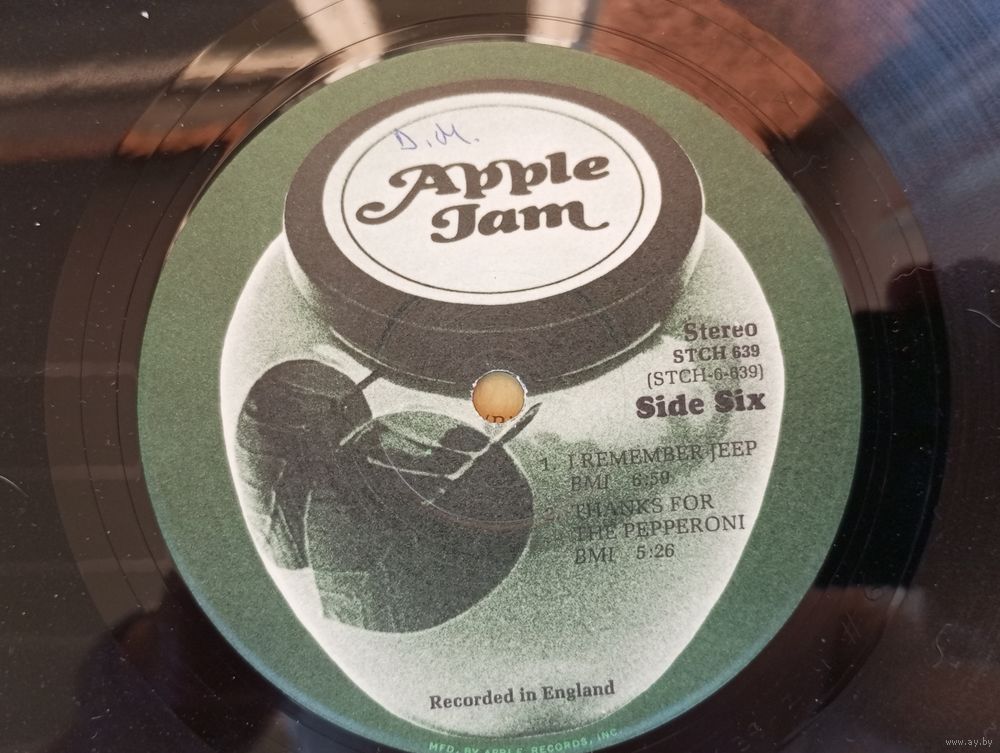 D. M.
Apple
Jam
Stereo
STCH 639
(STCH-6-639)
Side Six
1. I REMEMBER JEEP
BMI 6:59
2. THANKS FOR
THE PEPPERONI
BMI 5:26
Recorded in England
MFD. BY APPLE RECORDS, INC.
www.ay.by